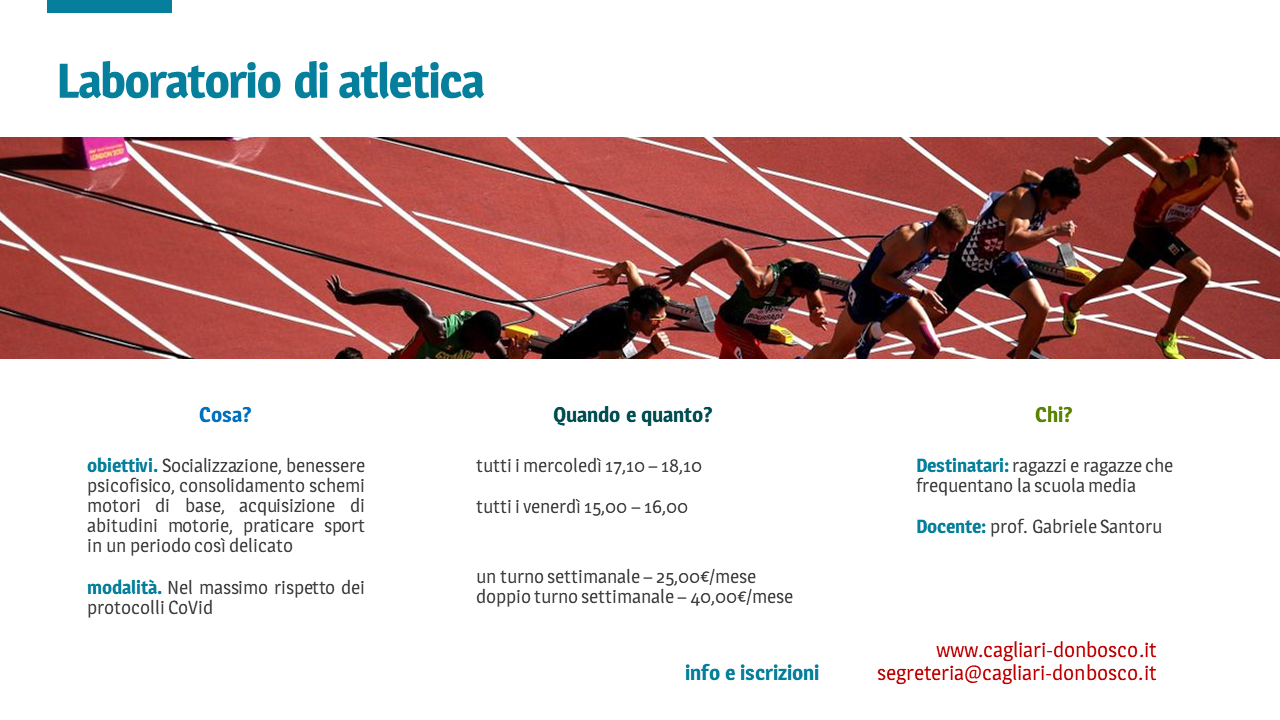 Laboratorio di atletica
Cosa?
obiettivi. Socializzazione, benessere
psicofisico, consolidamento schemi
motori di base, acquisizione di
abitudini motorie, praticare sport
in un periodo così delicato
modalità. Nel massimo rispetto dei
protocolli CoVid
Quando e quanto?
tutti i mercoledì 17,10 – 18,10
tutti i venerdì 15,00 – 16,00
un turno settimanale – 25,00€/mese
doppio turno settimanale – 40,00€/mese
Chi?
Destinatari: ragazzi e ragazze che
frequentano la scuola media
Docente: prof. Gabriele Santoru
info e iscrizioni
www.cagliari-donbosco.it
segreteria@cagliari-donbosco.it